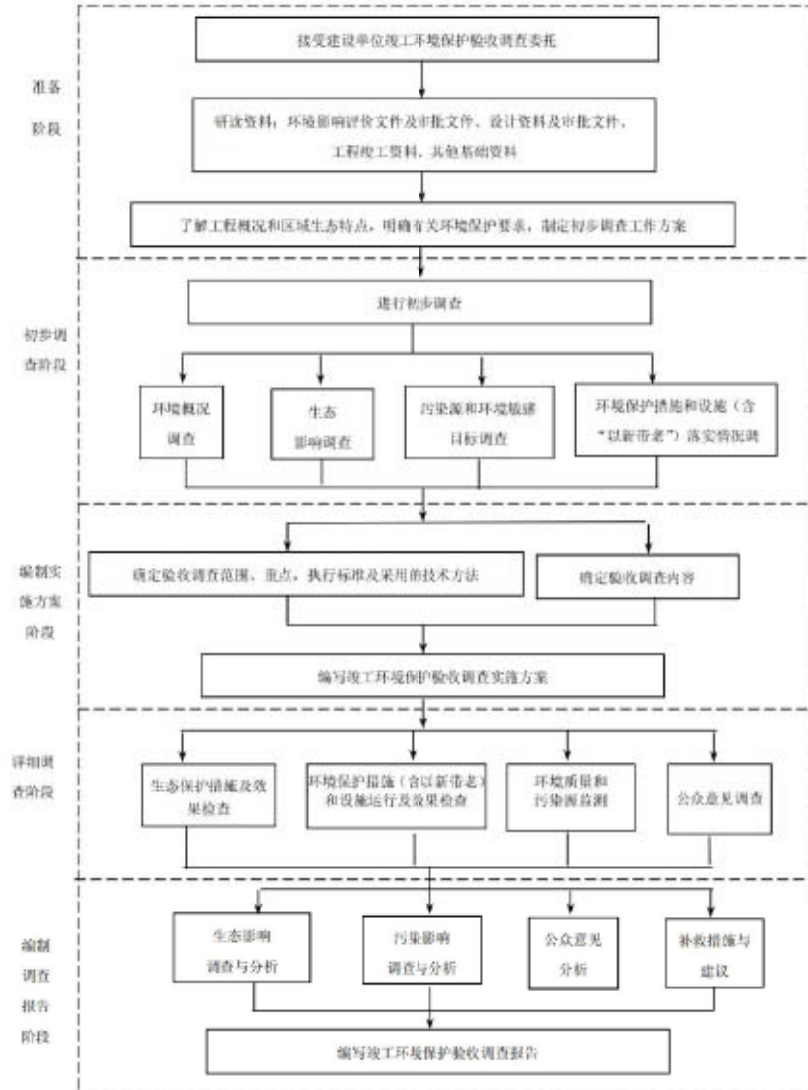 接受建设单位竣工环境保护验收调查委托
准备
阶段
研读资料：环境影响评价文件及审批文件、设计资料及审批文件、
工程竣工资料、其他基础资料
了解工程概况和区域生态特点，明确有关环境保护要求，制定初步调查工作方案
进行初步调查
初步调
查阶段
环境概况
调查
生态
影响调查
污染源和环境敏感
目标调查
环境保护措施和设施（含
“以新带老”）落实情况调
编制实
施方案
阶段
确定验收调查范围、重点，执行标准及采用的技术方法
确定验收调查内容
编写竣工环境保护验收调查实施方案
详细调
查阶段
生态保护措施及效
果检查
环境保护措施（含以新带老）
和设施运行及效果检查
环境质量和
污染源监测
公众意见调查
编制
调查
报告
阶段
生态影响
调查与分析
污染影响
调查与分析
公众意见
分析
补救措施与
建议
编写竣工环境保护验收调查报告